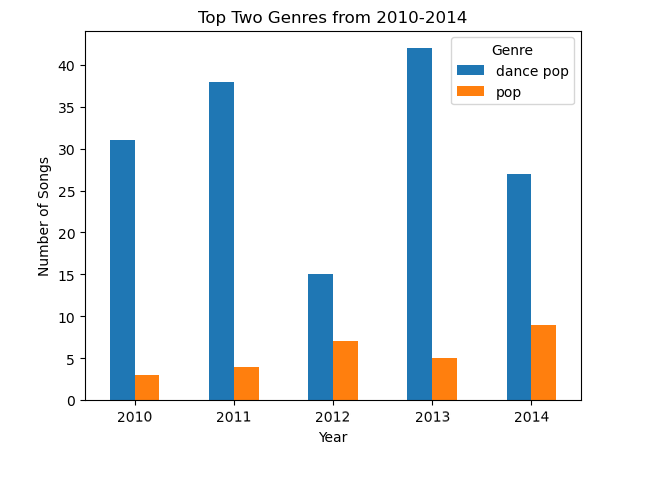 Top Two Genres from 2010-2014
Genre
dance pop
pop
40
35
30
25
20
15
10
5
0
Number of Songs
2010 2011 2012 2013 2014
Year